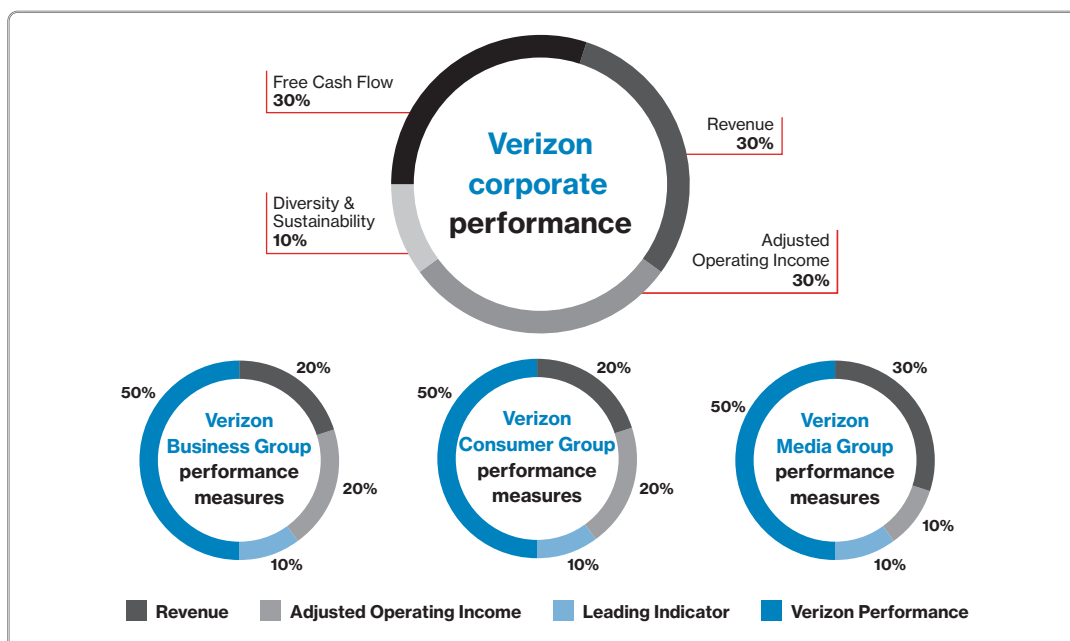 Free Cash Flow
30%
Revenue
30%
Verizon
corporate
performance
Diversity &
Sustainability
10%
Adjusted
Operating Income
30%
50%
20%
20%
10%
Verizon
Business Group
performance
measures
50%
20%
20%
10%
Verizon
Consumer Group
performance
measures
50%
30%
10%
10%
Verizon
Media Group
performance
measures
Revenue
Adjusted Operating Income
Leading Indicator
Verizon Performance